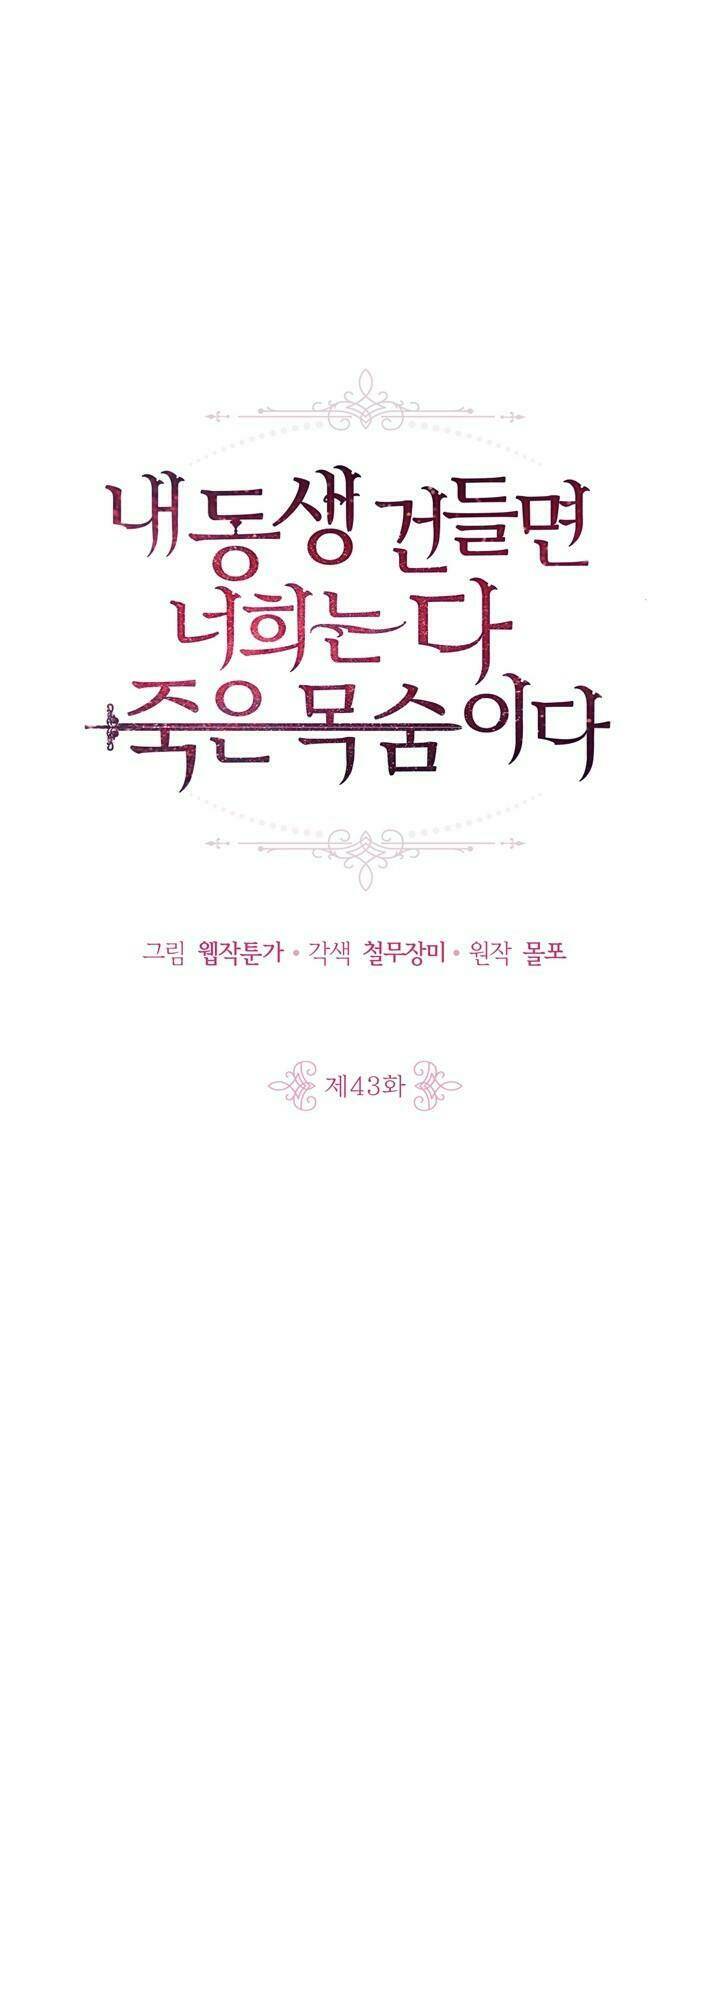 내 동생 건들면
너희는 다
죽은 목숨이다
그림 웹작툰가 • 각색 철무장미 • 원작 몰포
제43화